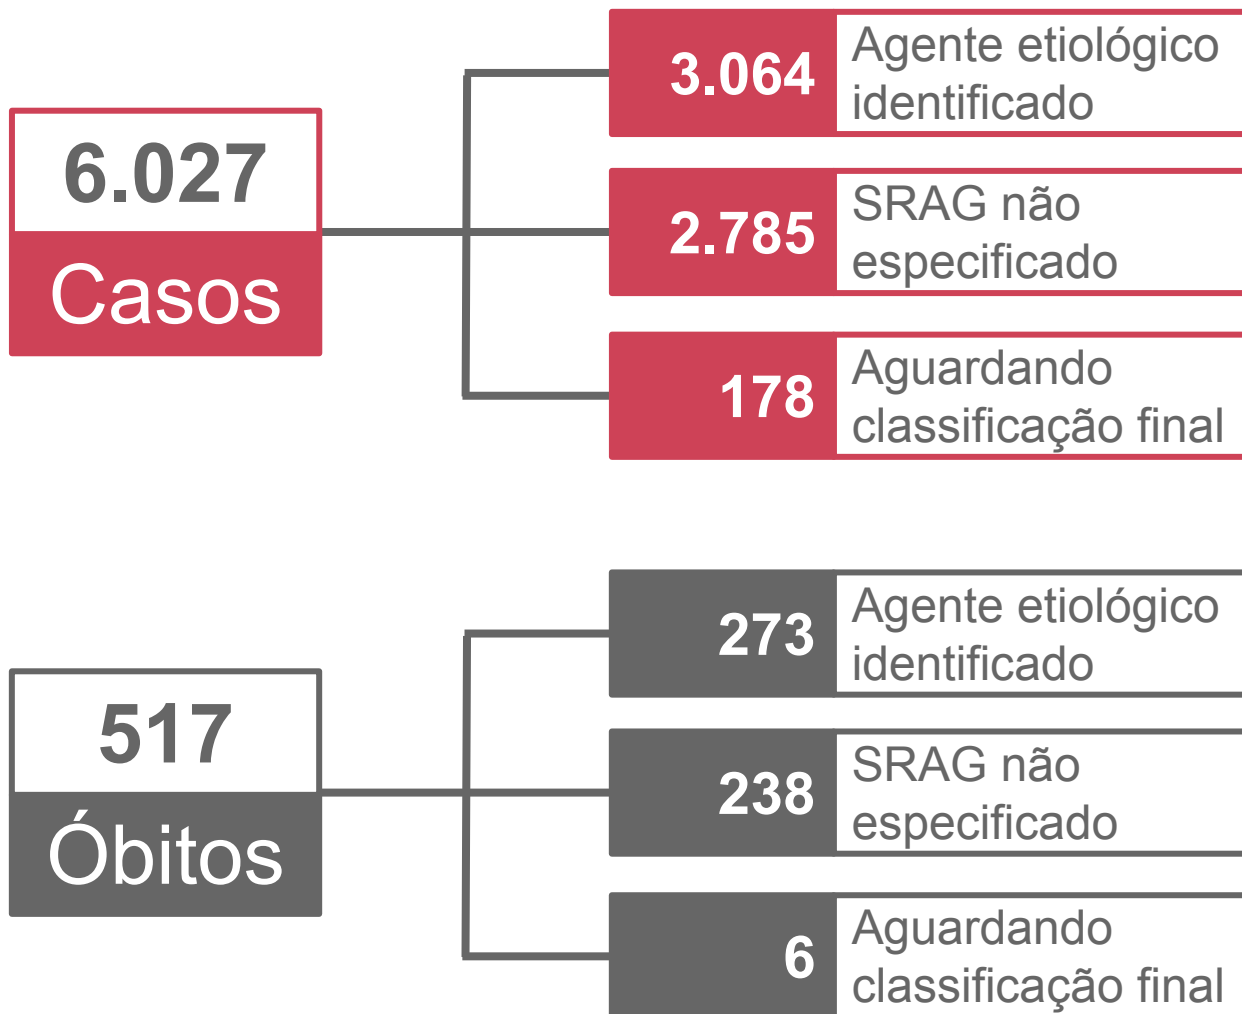 6.027
Casos
3.064
Agente etiológico
identificado
2.785
SRAG não
especificado
178
Aguardando
classificação final
517
Óbitos
273
Agente etiológico
identificado
238
SRAG não
especificado
6
Aguardando
classificação final